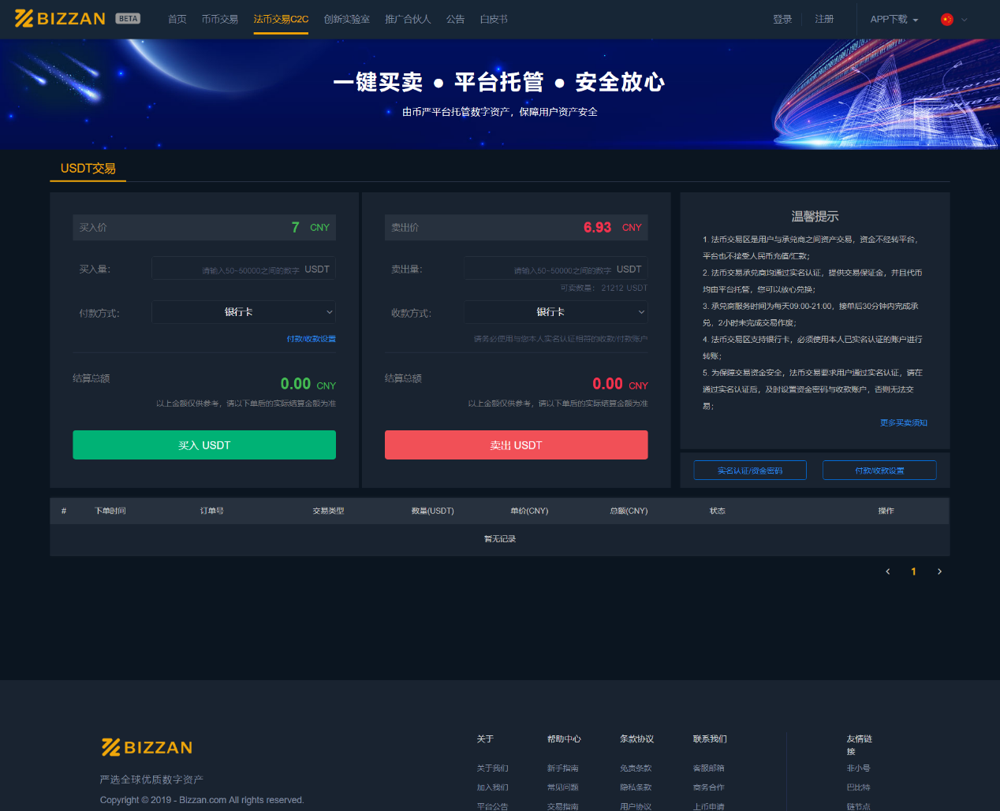 BIZZAN BETA 首页 币币交易 法币交易C2C 创新实验室 推广合伙人 公告 白皮书 登录 注册 APP下载
一键买卖 ● 平台托管 ● 安全放心
由币严平台托管数字资产，保障用户资产安全
USDT交易
买入价 7 CNY
买入量: 请输入50~50000之间的数字 USDT
付款方式: 银行卡
付款/收款设置
结算总额 0.00 CNY
以上金额仅供参考，请以下单后的实际结算金额为准
买入 USDT
卖出价 6.93 CNY
卖出量: 请输入50~50000之间的数字 USDT
可卖数量： 21212 USDT
收款方式: 银行卡
请务必使用与您本人实名认证相符的收款/付款账户
结算总额 0.00 CNY
以上金额仅供参考，请以下单后的实际结算金额为准
卖出 USDT
温馨提示
1. 法币交易区是用户与承兑商之间资产交易，资金不经转平台，
平台也不接受人民币充值/汇款；
2. 法币交易承兑商均通过实名认证，提供交易保证金，并且代币
均由平台托管，您可以放心兑换；
3. 承兑商服务时间为每天09:00-21:00，接单后30分钟内完成承
兑，2小时未完成交易作废；
4. 法币交易区支持银行卡，必须使用本人已实名认证的账户进行
转账；
5. 为保障交易资金安全，法币交易要求用户通过实名认证，请在
通过实名认证后，及时设置资金密码与收款账户，否则无法交
易；
更多买卖须知
实名认证/资金密码 付款/收款设置
# 下单时间 订单号 交易类型 数量(USDT) 单价(CNY) 总额(CNY) 状态 操作
暂无记录
1
BIZZAN
严选全球优质数字资产
Copyright © 2019 - Bizzan.com All rights reserved.
关于 帮助中心 条款协议 联系我们 友情链
接
关于我们 新手指南 免责条款 客服邮箱 非小号
加入我们 常见问题 隐私条款 商务合作 巴比特
平台公告 交易指南 用户协议 上币申请 链节点